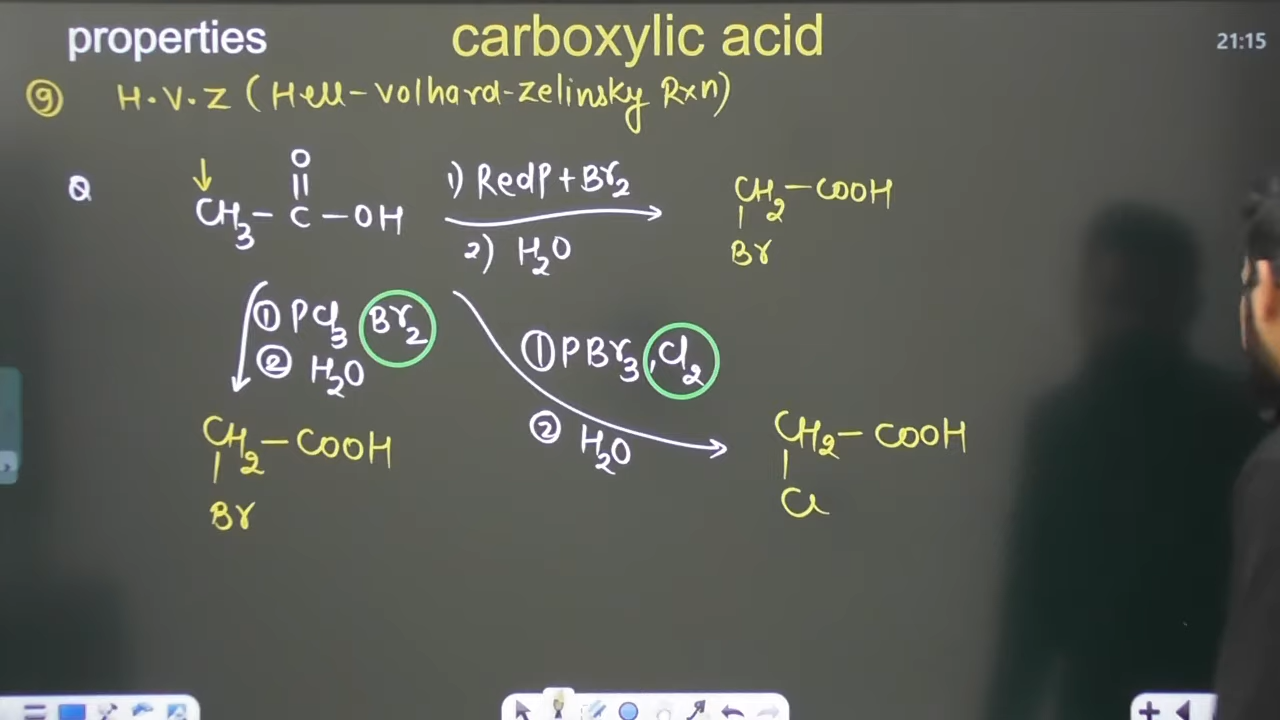 properties
carboxylic acid
21:15
⑨ H.V.Z (Hell-volhard-zelinsky Rxn)
Q
O
||
CH3-C-OH
1) Red P + Br2
2) H2O
CH2-COOH
|
Br
① PCl3 Br2
② H2O
① PBr3, Cl2
② H2O
CH2-COOH
|
Br
CH2-COOH
|
Cl